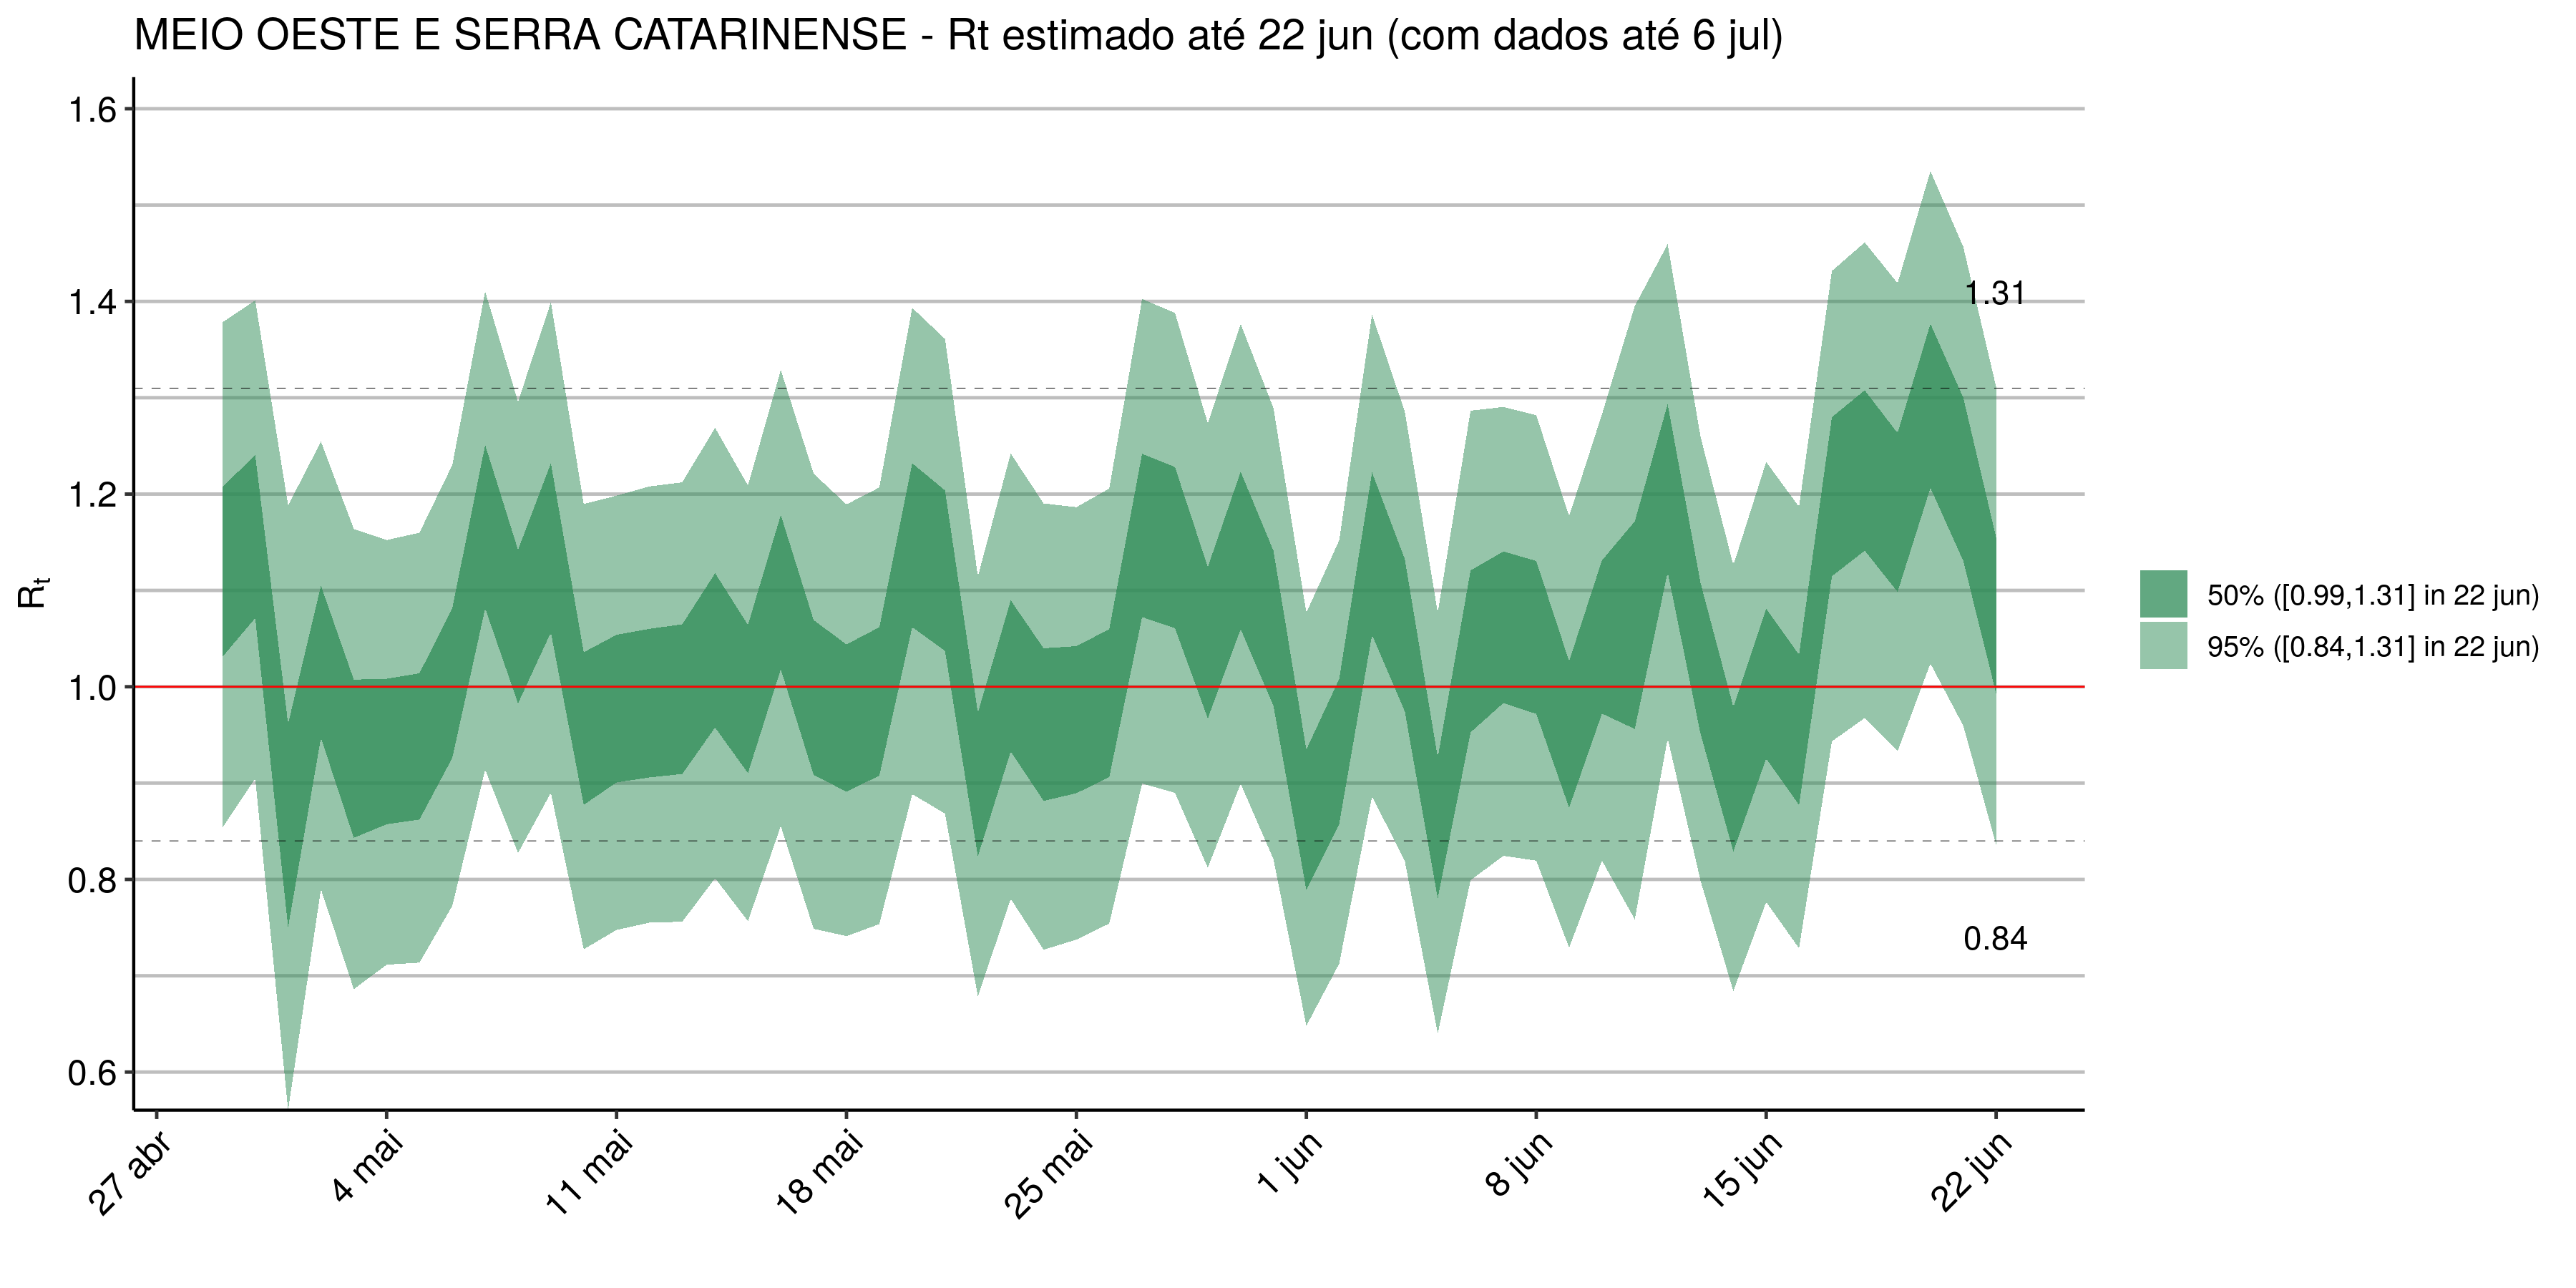 MEIO OESTE E SERRA CATARINENSE - Rt estimado até 22 jun (com dados até 6 jul)
1.6
1.4
1.2
1.0
0.8
0.6
Rt
1.31
0.84
50% ([0.99,1.31] in 22 jun)
95% ([0.84,1.31] in 22 jun)
27 abr
4 mai
11 mai
18 mai
25 mai
1 jun
8 jun
15 jun
22 jun